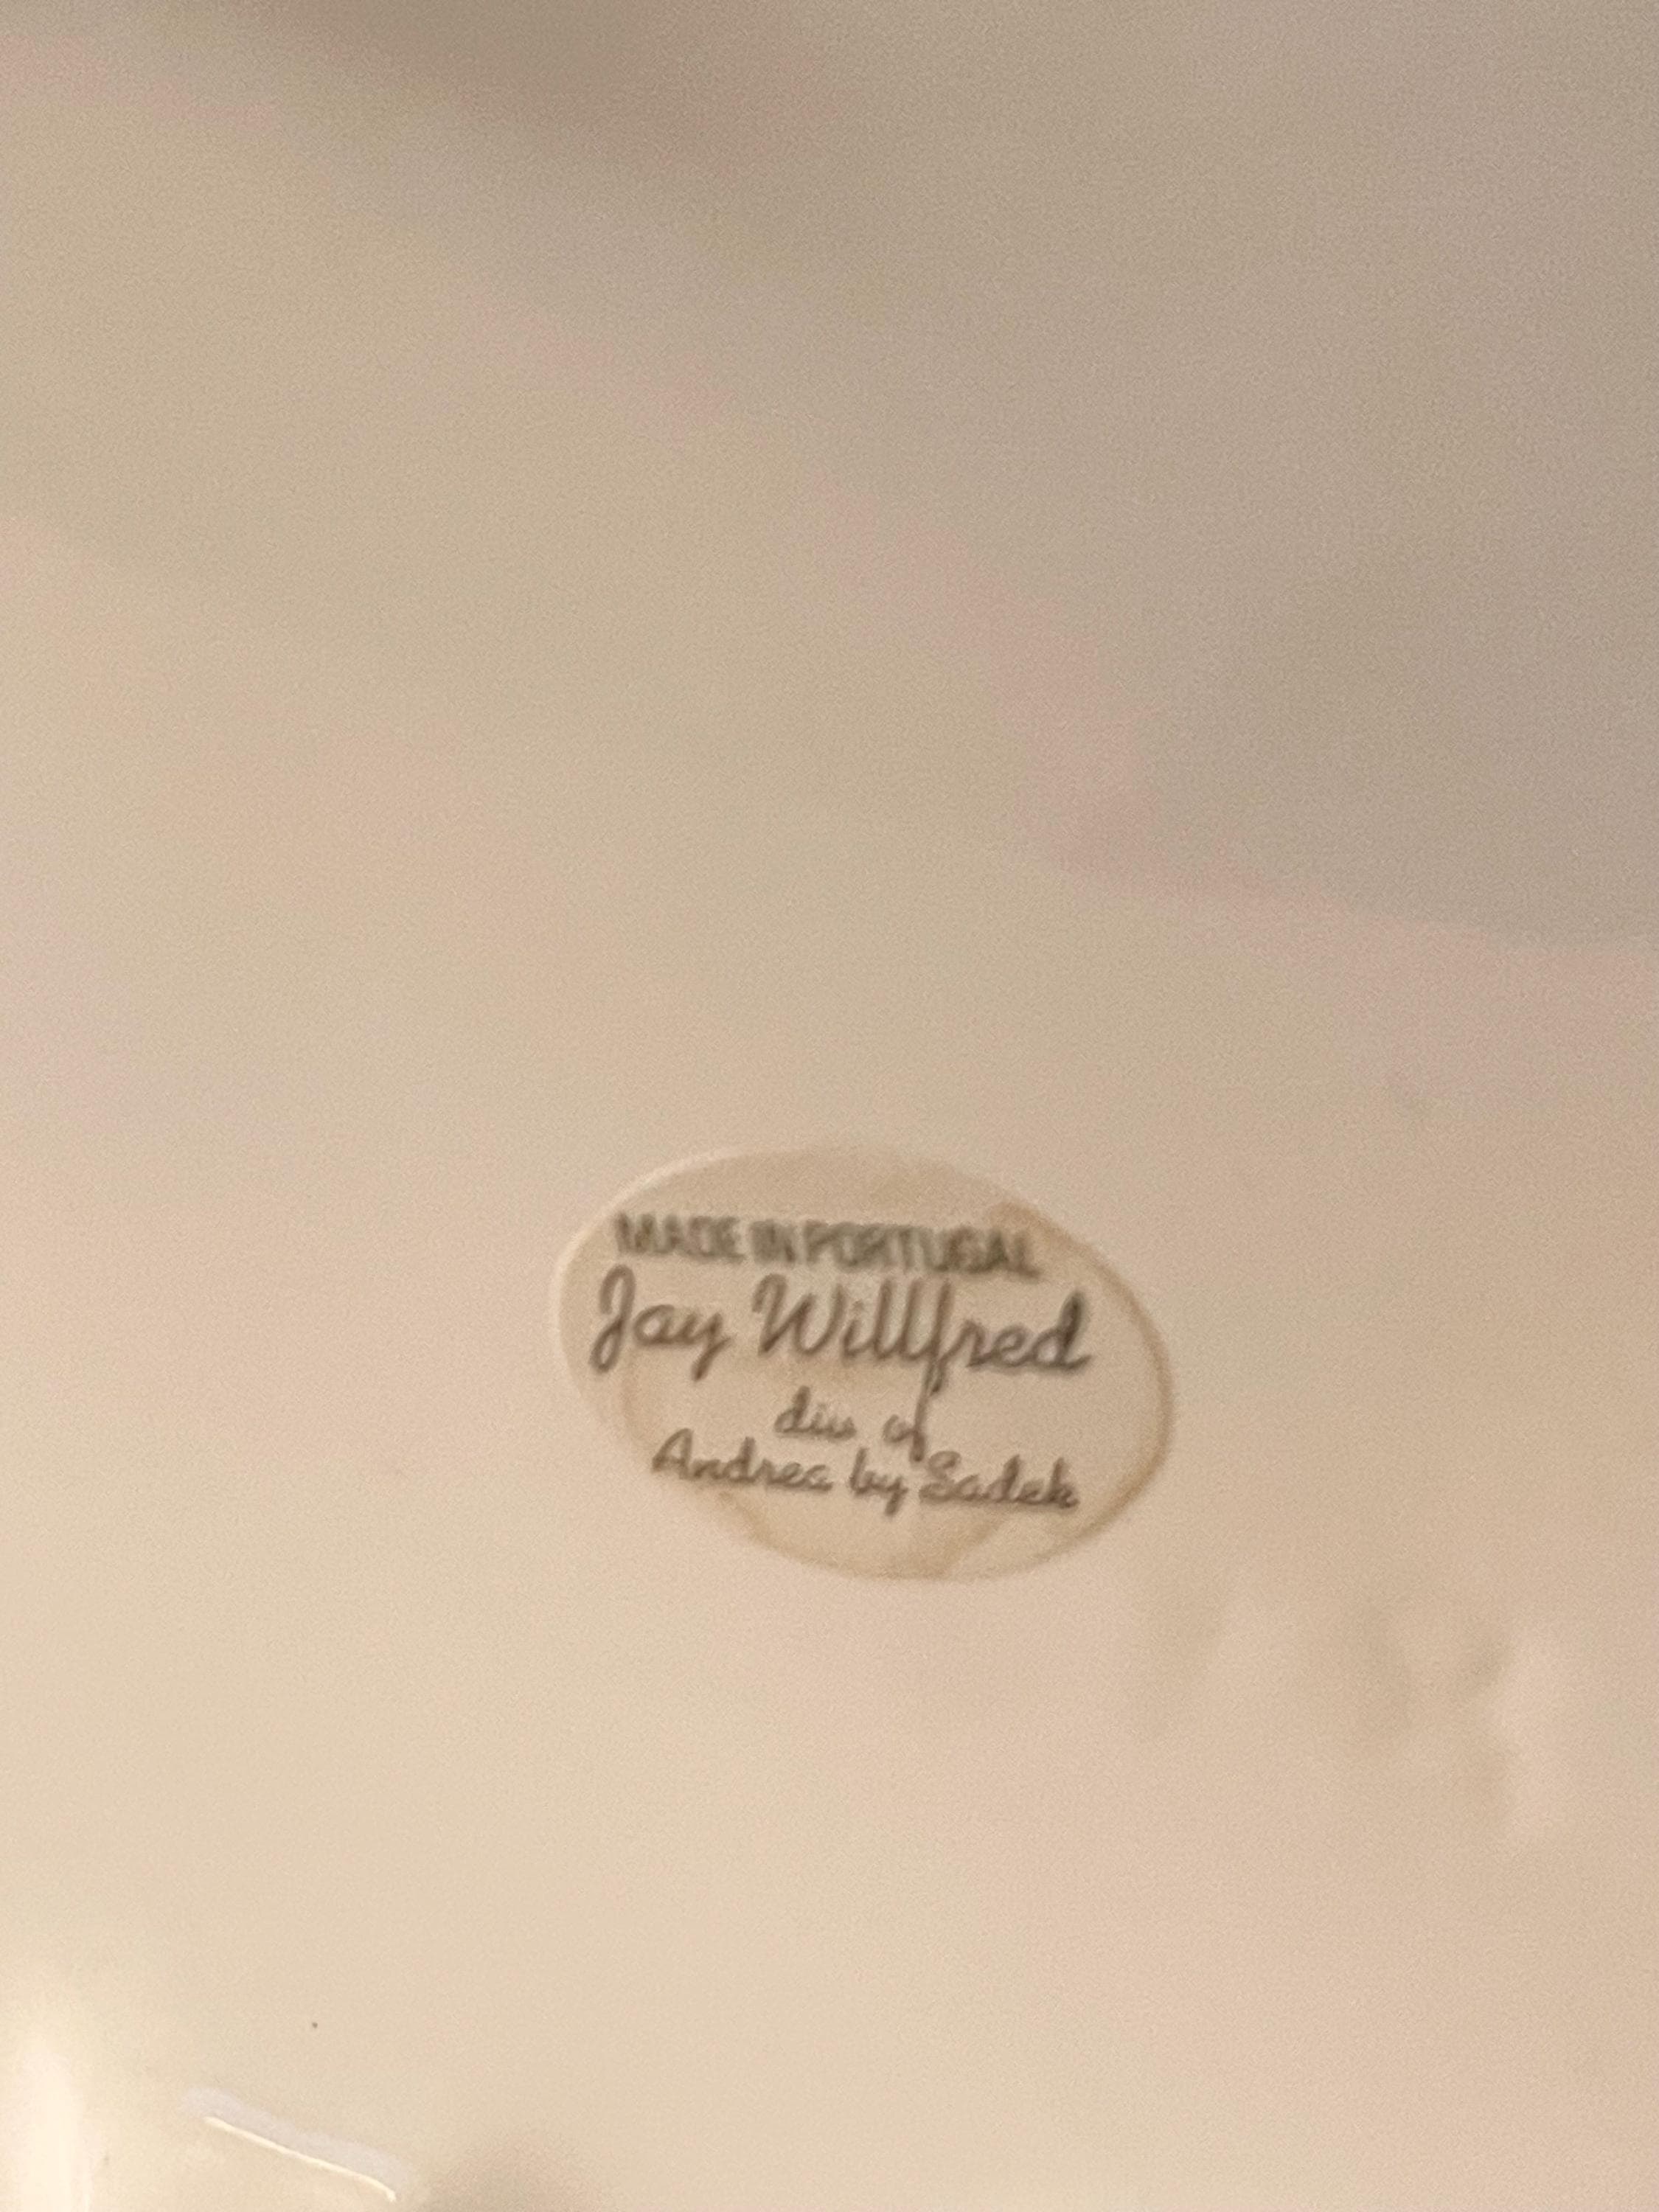 MADE IN PORTUGAL
Jay Willfred
div of
Andrea by Sadek